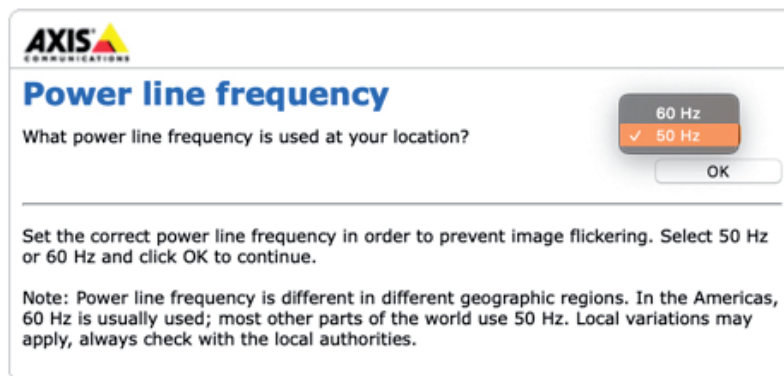 AXIS
COMMUNICATIONS
Power line frequency
What power line frequency is used at your location?
60 Hz
✓ 50 Hz
OK
Set the correct power line frequency in order to prevent image flickering. Select 50 Hz
or 60 Hz and click OK to continue.
Note: Power line frequency is different in different geographic regions. In the Americas,
60 Hz is usually used; most other parts of the world use 50 Hz. Local variations may
apply, always check with the local authorities.